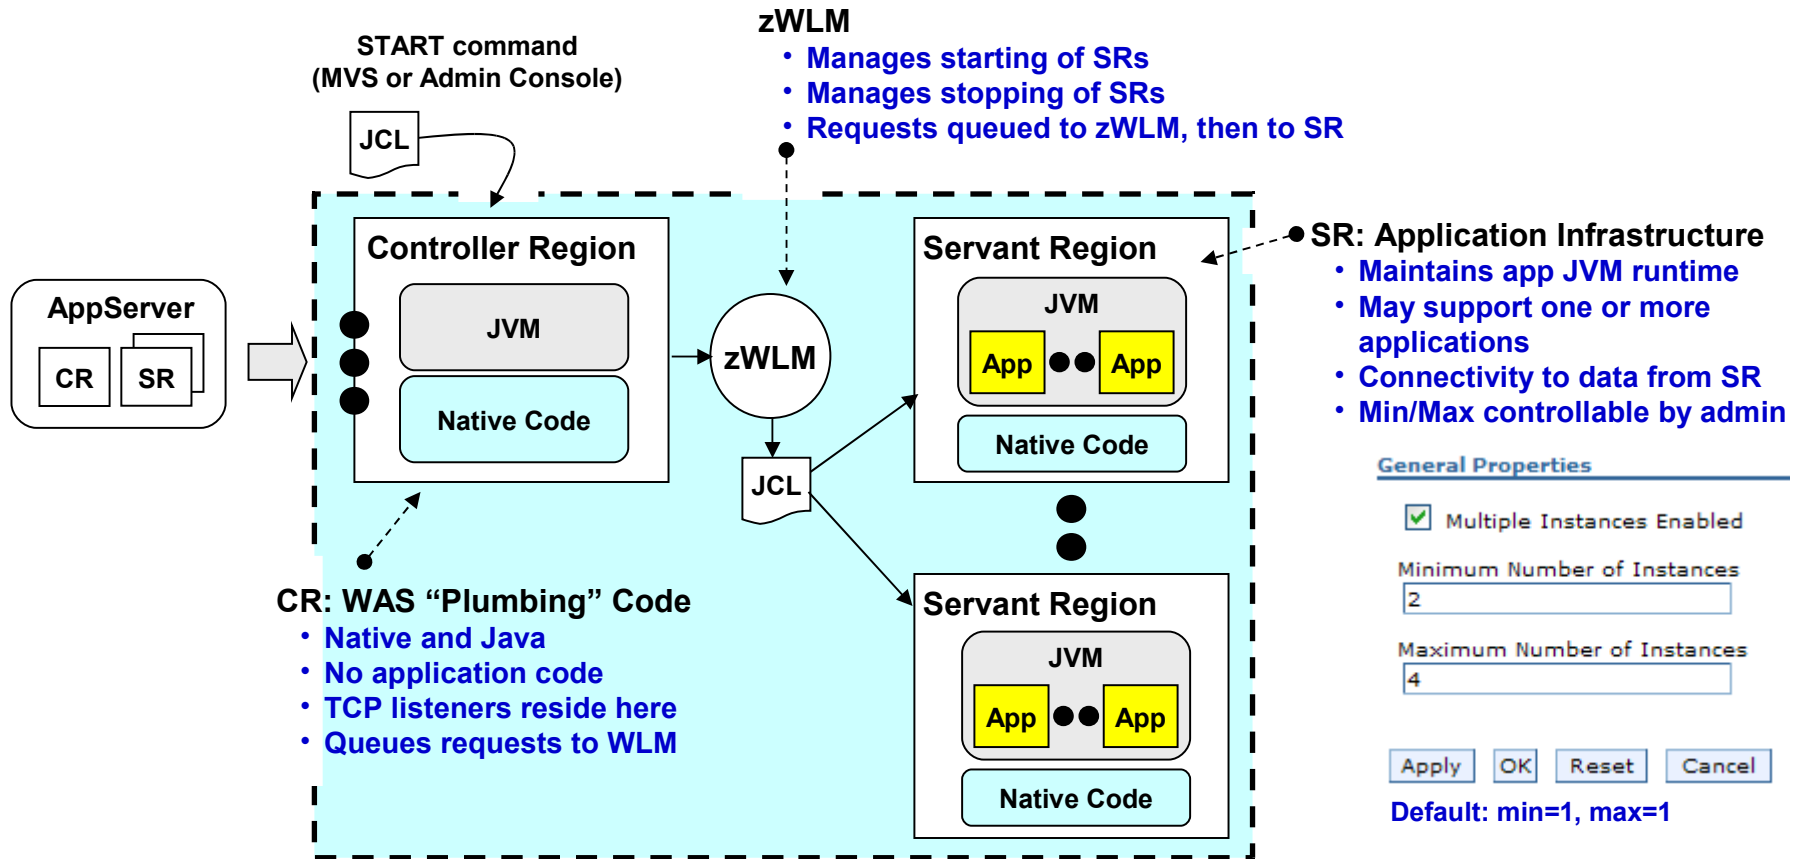 zWLM
• Manages starting of SRs
• Manages stopping of SRs
• Requests queued to zWLM, then to SR
START command
(MVS or Admin Console)
JCL
AppServer
CR
SR
Controller Region
JVM
Native Code
zWLM
JCL
Servant Region
JVM
App
App
Native Code
Servant Region
JVM
App
App
Native Code
CR: WAS “Plumbing” Code
• Native and Java
• No application code
• TCP listeners reside here
• Queues requests to WLM
SR: Application Infrastructure
• Maintains app JVM runtime
• May support one or more
applications
• Connectivity to data from SR
• Min/Max controllable by admin
General Properties
Multiple Instances Enabled
Minimum Number of Instances
2
Maximum Number of Instances
4
Apply
OK
Reset
Cancel
Default: min=1, max=1